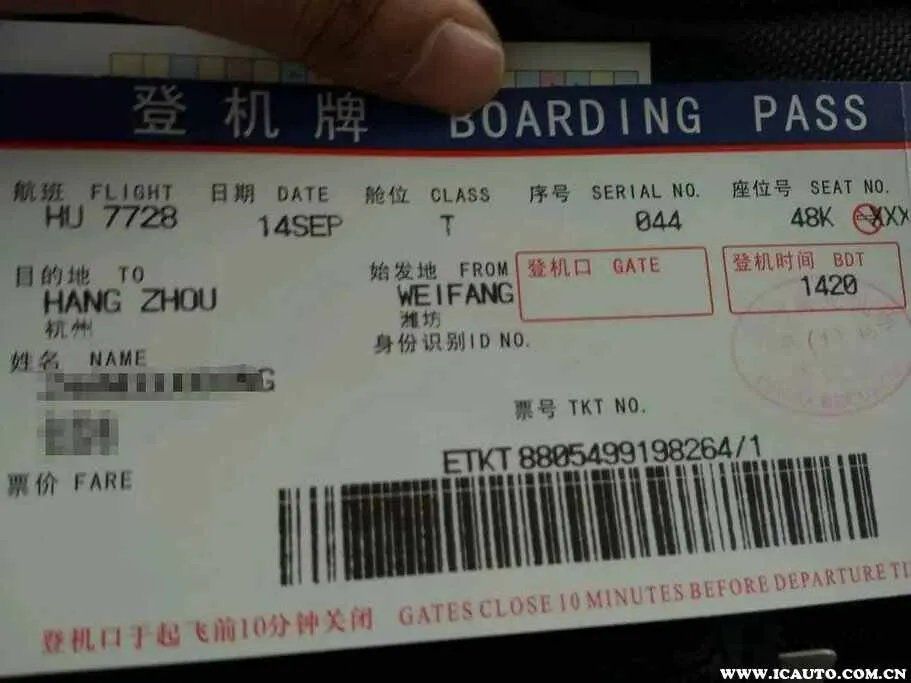 登机牌 BOARDING PASS
航班 FLIGHT 日期 DATE 舱位 CLASS 序号 SERIAL NO. 座位号 SEAT NO.
HU 7728 14SEP T 044 48K XXX
目的地 TO 始发地 FROM 登机口 GATE 登机时间 BDT
HANG ZHOU WEIFANG 1420
杭州 潍坊
姓名 NAME 身份识别ID NO.
G
票号 TKT NO.
ETKT 8805499198264/1
票价 FARE
登机口于起飞前10分钟关闭 GATES CLOSE 10 MINUTES BEFORE DEPARTURE TI
WWW.ICAUTO.COM.CN